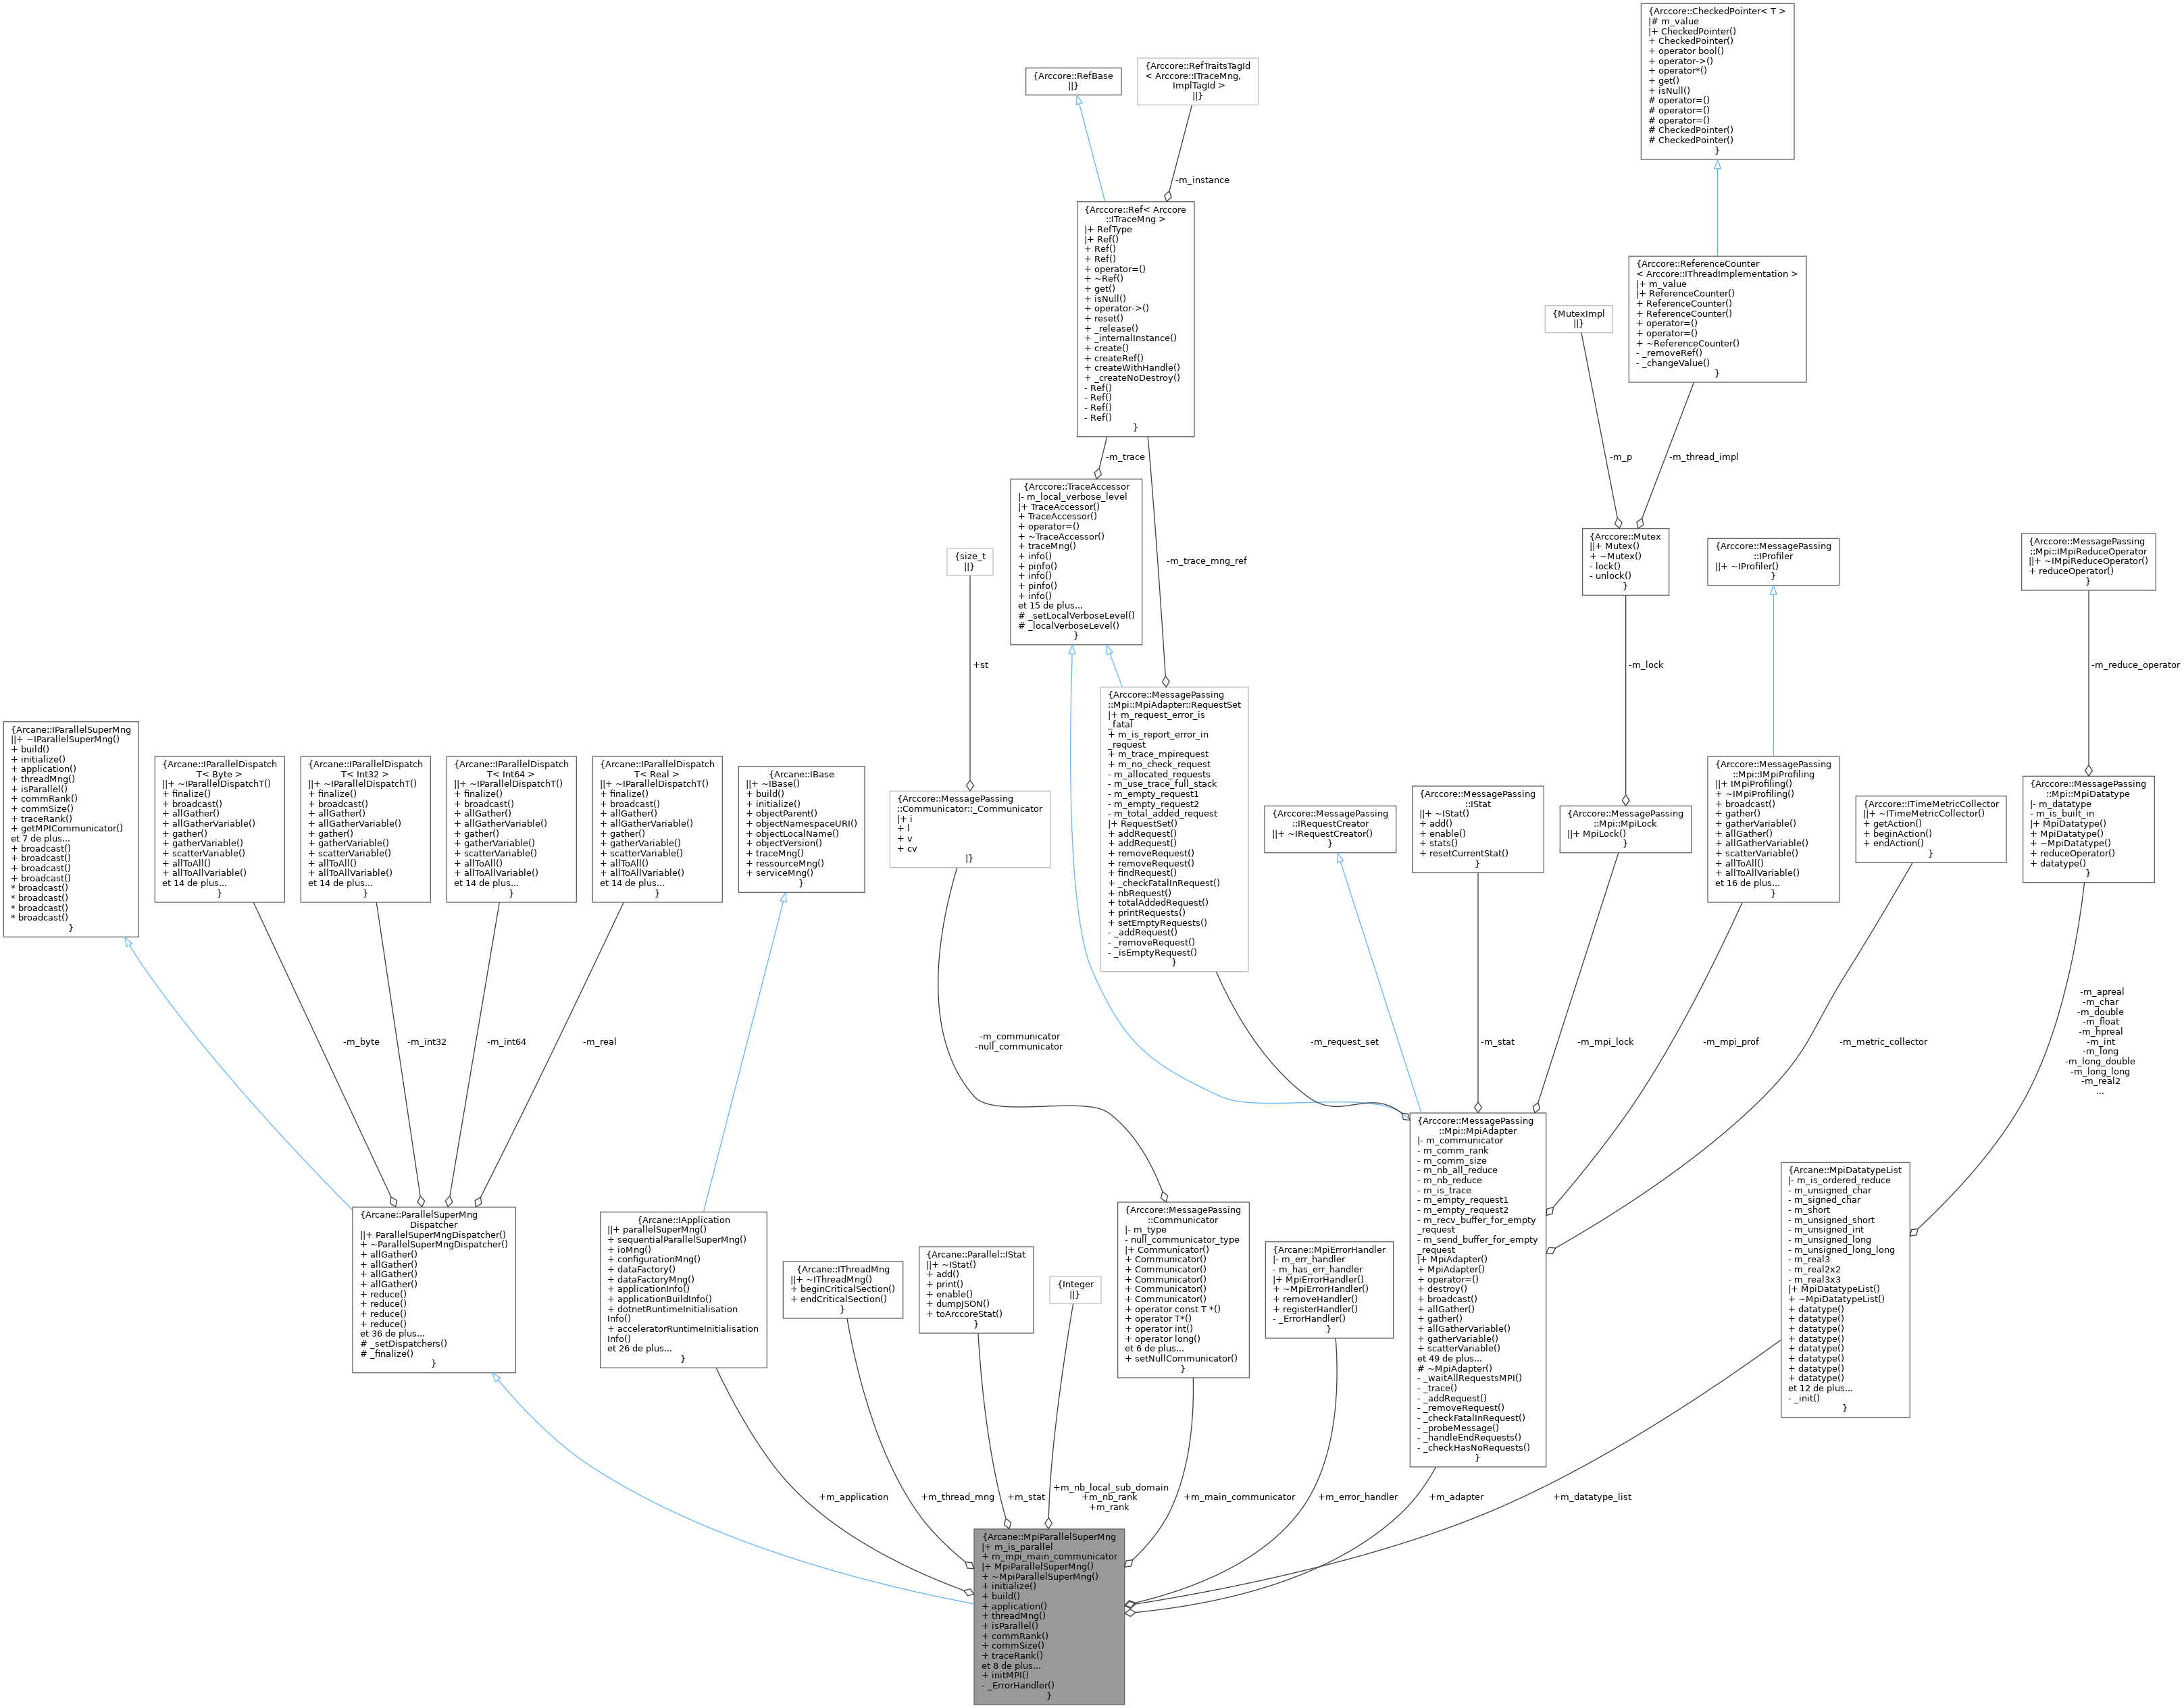 {Arccore::CheckedPointer< T >
|# m_value
|+ CheckedPointer()
+ CheckedPointer()
+ operator bool()
+ operator->()
+ operator*()
+ get()
+ isNull()
# operator=()
# operator=()
# operator=()
# CheckedPointer()
# CheckedPointer()
}
{Arccore::RefBase
||}
{Arccore::RefTraitsTagId
< Arccore::ITraceMng,
ImplTagId >
||}
-m_instance
{Arccore::Ref< Arccore
::ITraceMng >
|+ RefType
|+ Ref()
+ Ref()
+ Ref()
+ operator=()
+ ~Ref()
+ get()
+ isNull()
+ operator->()
+ reset()
+ _release()
+ _internalInstance()
+ create()
+ createRef()
+ createWithHandle()
+ _createNoDestroy()
- Ref()
- Ref()
- Ref()
- Ref()
}
{Arccore::ReferenceCounter
< Arccore::IThreadImplementation >
|+ m_value
|+ ReferenceCounter()
+ ReferenceCounter()
+ ReferenceCounter()
+ operator=()
+ operator=()
+ ~ReferenceCounter()
- _removeRef()
- _changeValue()
}
{MutexImpl
||}
-m_trace
-m_p
-m_thread_impl
{Arccore::TraceAccessor
|- m_local_verbose_level
|+ TraceAccessor()
+ TraceAccessor()
+ operator=()
+ ~TraceAccessor()
+ traceMng()
+ info()
+ pinfo()
+ info()
+ pinfo()
+ info()
et 15 de plus...
# _setLocalVerboseLevel()
# _localVerboseLevel()
}
-m_trace_mng_ref
{size_t
||}
{Arccore::Mutex
||+ Mutex()
+ ~Mutex()
- lock()
- unlock()
}
{Arccore::MessagePassing
::IProfiler
||+ ~IProfiler()
}
{Arccore::MessagePassing
::Mpi::IMpiReduceOperator
||+ ~IMpiReduceOperator()
+ reduceOperator()
}
+st
-m_lock
-m_reduce_operator
{Arccore::MessagePassing
::Mpi::MpiAdapter::RequestSet
|+ m_request_error_is
_fatal
+ m_is_report_error_in
_request
+ m_trace_mpirequest
+ m_no_check_request
- m_allocated_requests
- m_use_trace_full_stack
- m_empty_request1
- m_empty_request2
- m_total_added_request
|+ RequestSet()
+ addRequest()
+ addRequest()
+ removeRequest()
+ removeRequest()
+ findRequest()
+ _checkFatalInRequest()
+ nbRequest()
+ totalAddedRequest()
+ printRequests()
+ setEmptyRequests()
- _addRequest()
- _removeRequest()
- _isEmptyRequest()
}
{Arcane::IParallelSuperMng
||+ ~IParallelSuperMng()
+ build()
+ initialize()
+ application()
+ threadMng()
+ isParallel()
+ commRank()
+ commSize()
+ traceRank()
+ getMPICommunicator()
et 7 de plus...
+ broadcast()
+ broadcast()
+ broadcast()
+ broadcast()
* broadcast()
* broadcast()
* broadcast()
* broadcast()
}
{Arcane::IParallelDispatch
T< Byte >
||+ ~IParallelDispatchT()
+ finalize()
+ broadcast()
+ allGather()
+ allGatherVariable()
+ gather()
+ gatherVariable()
+ scatterVariable()
+ allToAll()
+ allToAllVariable()
et 14 de plus...
}
{Arcane::IParallelDispatch
T< Int32 >
||+ ~IParallelDispatchT()
+ finalize()
+ broadcast()
+ allGather()
+ allGatherVariable()
+ gather()
+ gatherVariable()
+ scatterVariable()
+ allToAll()
+ allToAllVariable()
et 14 de plus...
}
{Arcane::IParallelDispatch
T< Int64 >
||+ ~IParallelDispatchT()
+ finalize()
+ broadcast()
+ allGather()
+ allGatherVariable()
+ gather()
+ gatherVariable()
+ scatterVariable()
+ allToAll()
+ allToAllVariable()
et 14 de plus...
}
{Arcane::IParallelDispatch
T< Real >
||+ ~IParallelDispatchT()
+ finalize()
+ broadcast()
+ allGather()
+ allGatherVariable()
+ gather()
+ gatherVariable()
+ scatterVariable()
+ allToAll()
+ allToAllVariable()
et 14 de plus...
}
{Arcane::IBase
||+ ~IBase()
+ build()
+ initialize()
+ objectParent()
+ objectNamespaceURI()
+ objectLocalName()
+ objectVersion()
+ traceMng()
+ ressourceMng()
+ serviceMng()
}
{Arccore::MessagePassing
::Communicator::_Communicator
|+ i
+ l
+ v
+ cv
|}
{Arccore::MessagePassing
::IRequestCreator
||+ ~IRequestCreator()
}
{Arccore::MessagePassing
::IStat
||+ ~IStat()
+ add()
+ enable()
+ stats()
+ resetCurrentStat()
}
{Arccore::MessagePassing
::Mpi::MpiLock
||+ MpiLock()
}
{Arccore::MessagePassing
::Mpi::IMpiProfiling
||+ IMpiProfiling()
+ ~IMpiProfiling()
+ broadcast()
+ gather()
+ gatherVariable()
+ allGather()
+ allGatherVariable()
+ scatterVariable()
+ allToAll()
+ allToAllVariable()
et 16 de plus...
}
{Arccore::ITimeMetricCollector
||+ ~ITimeMetricCollector()
+ getAction()
+ beginAction()
+ endAction()
}
{Arccore::MessagePassing
::Mpi::MpiDatatype
|- m_datatype
- m_is_built_in
|+ MpiDatatype()
+ MpiDatatype()
+ ~MpiDatatype()
+ reduceOperator()
+ datatype()
}
-m_byte
-m_int32
-m_int64
-m_real
-m_communicator
-null_communicator
-m_request_set
-m_stat
-m_mpi_lock
-m_mpi_prof
-m_metric_collector
-m_apreal
-m_char
-m_double
-m_float
-m_hpreal
-m_int
-m_long
-m_long_double
-m_long_long
-m_real2
...
{Arcane::ParallelSuperMng
Dispatcher
||+ ParallelSuperMngDispatcher()
+ ~ParallelSuperMngDispatcher()
+ allGather()
+ allGather()
+ allGather()
+ allGather()
+ reduce()
+ reduce()
+ reduce()
+ reduce()
et 36 de plus...
# _setDispatchers()
# _finalize()
}
{Arcane::IApplication
||+ parallelSuperMng()
+ sequentialParallelSuperMng()
+ ioMng()
+ configurationMng()
+ dataFactory()
+ dataFactoryMng()
+ applicationInfo()
+ applicationBuildInfo()
+ dotnetRuntimeInitialisation
Info()
+ acceleratorRuntimeInitialisation
Info()
et 26 de plus...
}
{Arcane::IThreadMng
||+ ~IThreadMng()
+ beginCriticalSection()
+ endCriticalSection()
}
{Arcane::Parallel::IStat
||+ ~IStat()
+ add()
+ print()
+ enable()
+ dumpJSON()
+ toArccoreStat()
}
{Integer
||}
{Arccore::MessagePassing
::Communicator
|- m_type
- null_communicator_type
|+ Communicator()
+ Communicator()
+ Communicator()
+ Communicator()
+ Communicator()
+ Communicator()
+ operator const T *()
+ operator T*()
+ operator int()
+ operator long()
et 6 de plus...
+ setNullCommunicator()
}
{Arcane::MpiErrorHandler
|- m_err_handler
- m_has_err_handler
|+ MpiErrorHandler()
+ ~MpiErrorHandler()
+ removeHandler()
+ registerHandler()
- _ErrorHandler()
}
{Arccore::MessagePassing
::Mpi::MpiAdapter
|- m_communicator
- m_comm_rank
- m_comm_size
- m_nb_all_reduce
- m_nb_reduce
- m_is_trace
- m_empty_request1
- m_empty_request2
- m_recv_buffer_for_empty
_request
- m_send_buffer_for_empty
_request
|+ MpiAdapter()
+ MpiAdapter()
+ operator=()
+ destroy()
+ broadcast()
+ allGather()
+ gather()
+ allGatherVariable()
+ gatherVariable()
+ scatterVariable()
et 49 de plus...
# ~MpiAdapter()
- _waitAllRequestsMPI()
- _trace()
- _addRequest()
- _removeRequest()
- _checkFatalInRequest()
- _probeMessage()
- _handleEndRequests()
- _checkHasNoRequests()
}
{Arcane::MpiDatatypeList
|- m_is_ordered_reduce
- m_unsigned_char
- m_signed_char
- m_short
- m_unsigned_short
- m_unsigned_int
- m_unsigned_long
- m_unsigned_long_long
- m_real3
- m_real2x2
- m_real3x3
|+ MpiDatatypeList()
+ ~MpiDatatypeList()
+ datatype()
+ datatype()
+ datatype()
+ datatype()
+ datatype()
+ datatype()
+ datatype()
+ datatype()
et 12 de plus...
- _init()
}
+m_application
+m_thread_mng
+m_stat
+m_nb_local_sub_domain
+m_nb_rank
+m_rank
+m_main_communicator
+m_error_handler
+m_adapter
+m_datatype_list
{Arcane::MpiParallelSuperMng
|+ m_is_parallel
+ m_mpi_main_communicator
|+ MpiParallelSuperMng()
+ ~MpiParallelSuperMng()
+ initialize()
+ build()
+ application()
+ threadMng()
+ isParallel()
+ commRank()
+ commSize()
+ traceRank()
et 8 de plus...
+ initMPI()
- _ErrorHandler()
}